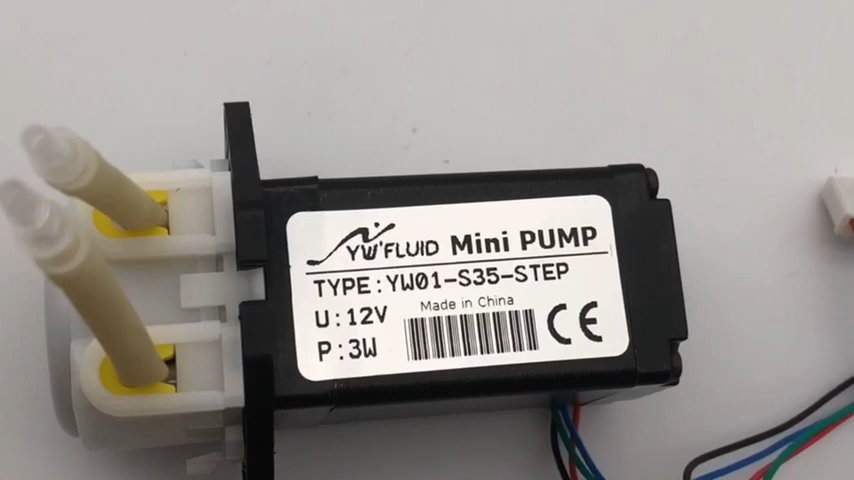 YW'FLUID Mini PUMP
TYPE:YW01-S35-STEP
U:12V
Made in China
P:3W
CE